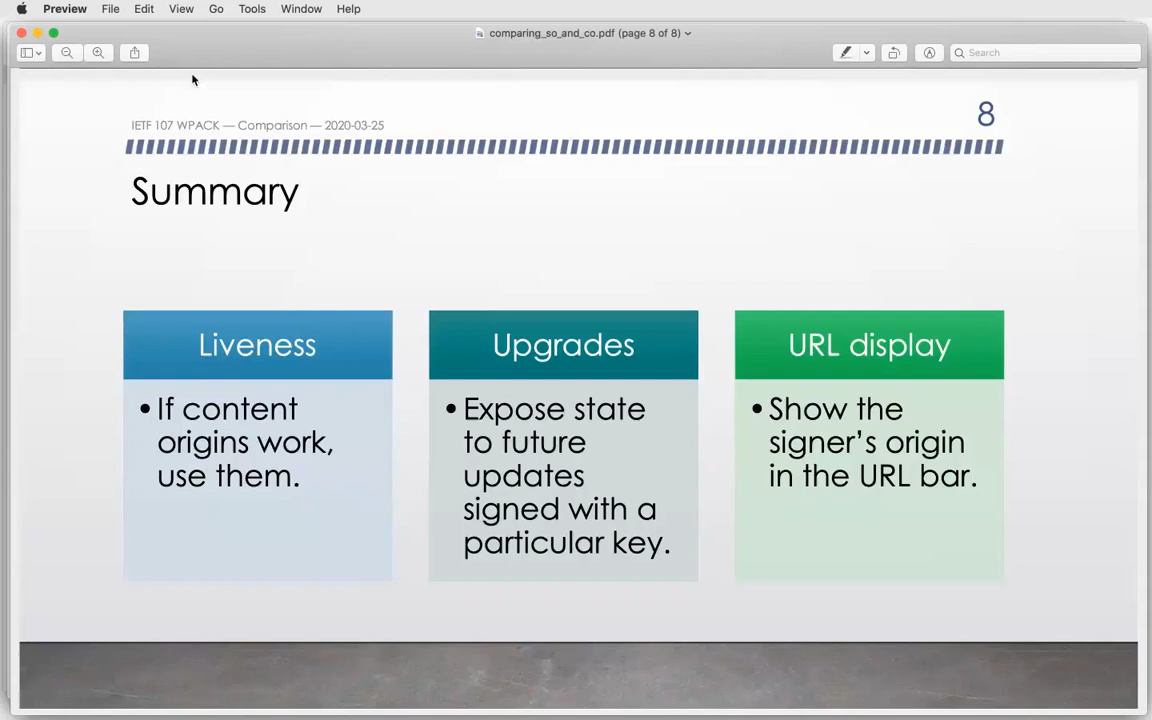 Preview File Edit View Go Tools Window Help
comparing_so_and_co.pdf (page 8 of 8)
Search
IETF 107 WPACK — Comparison — 2020-03-25
8
Summary
Liveness
•If content
origins work,
use them.
Upgrades
•Expose state
to future
updates
signed with a
particular key.
URL display
•Show the
signer’s origin
in the URL bar.